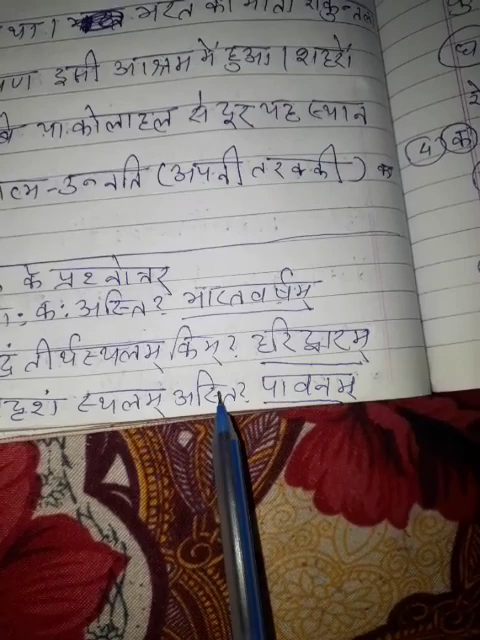 था। भरत की माता शकुन्तला
इसी आश्रम में हुआ। शहरों
कोलाहल से दूर यह स्थान
उन्नति (अपनी तरक्की) क
4. क
के प्रश्नोत्तर
कः अस्ति? भारतवर्षम्
तीर्थस्थलम् किम्? हरिद्वारम्
स्थलम् अस्ति? पावनम्